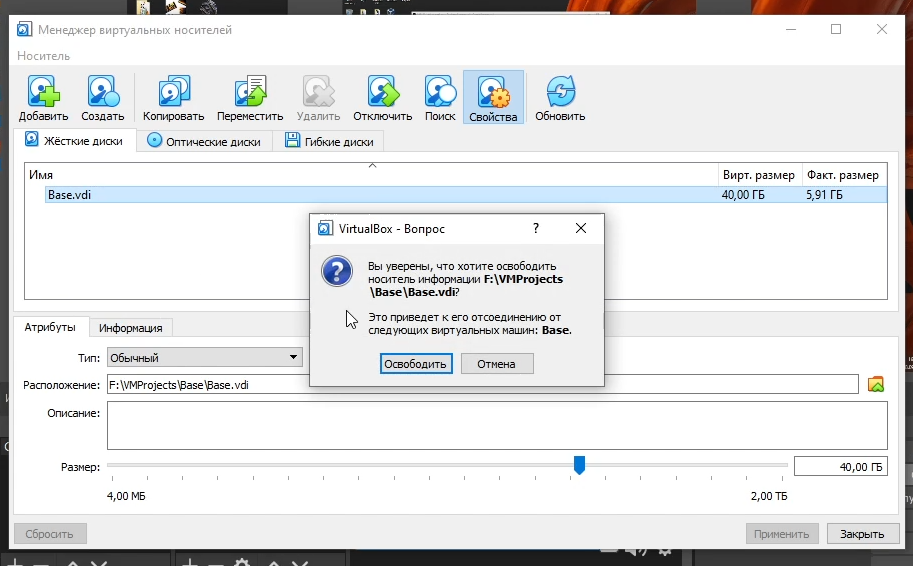 Менеджер виртуальных носителей
Носитель
Добавить Создать Копировать Переместить Удалить Отключить Поиск Свойства Обновить
Жёсткие диски Оптические диски Гибкие диски
Имя Вирт. размер Факт. размер
Base.vdi 40,00 ГБ 5,91 ГБ
VirtualBox - Вопрос ?
Вы уверены, что хотите освободить
носитель информации F:\VMProjects
\Base\Base.vdi?
Это приведет к его отсоединению от
следующих виртуальных машин: Base.
Освободить Отмена
Атрибуты Информация
Тип: Обычный
Расположение: F:\VMProjects\Base\Base.vdi
Описание:
Размер: 40,00 ГБ
4,00 МБ 2,00 ТБ
Сбросить Применить Закрыть